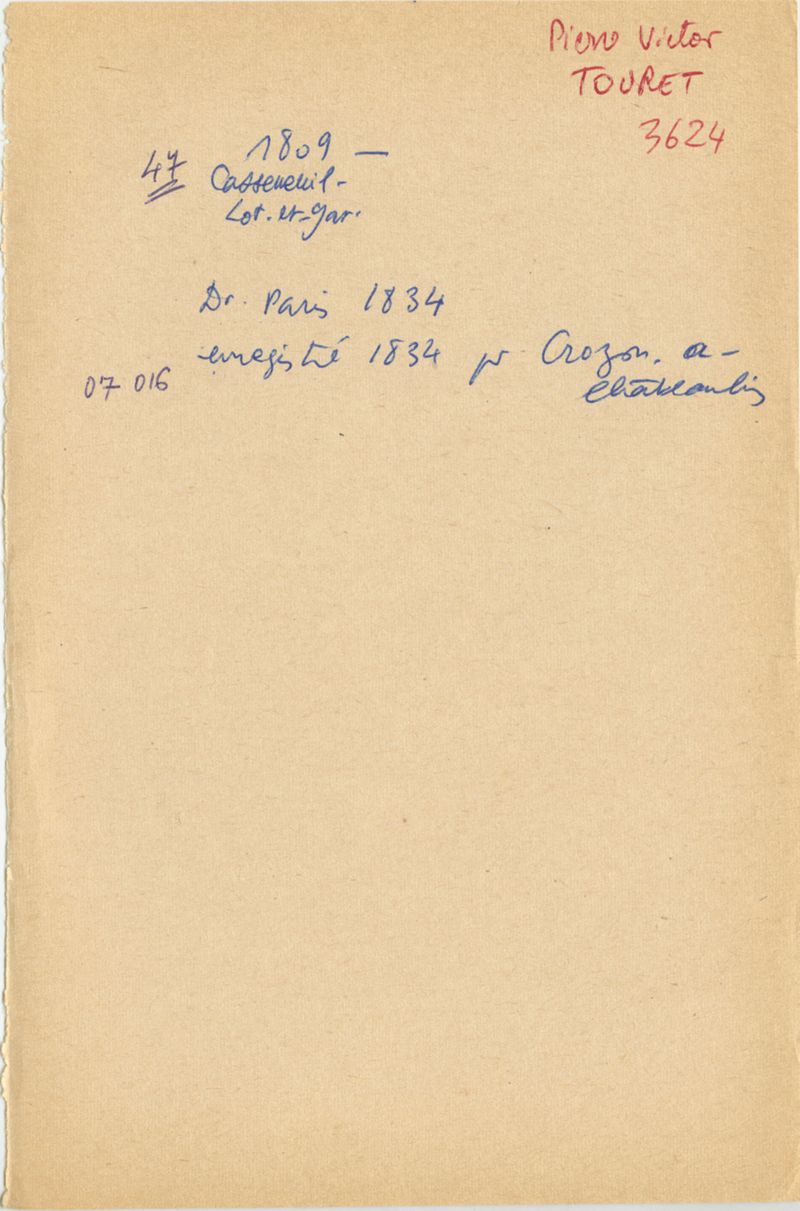 Pierre Victor
TOURET
3624
47 1809 —
Casseneuil -
Lot-et-Gar.
Dr. Paris 1834
enregistré 1834 pr Crozon. a -
Châteaulin
07 016